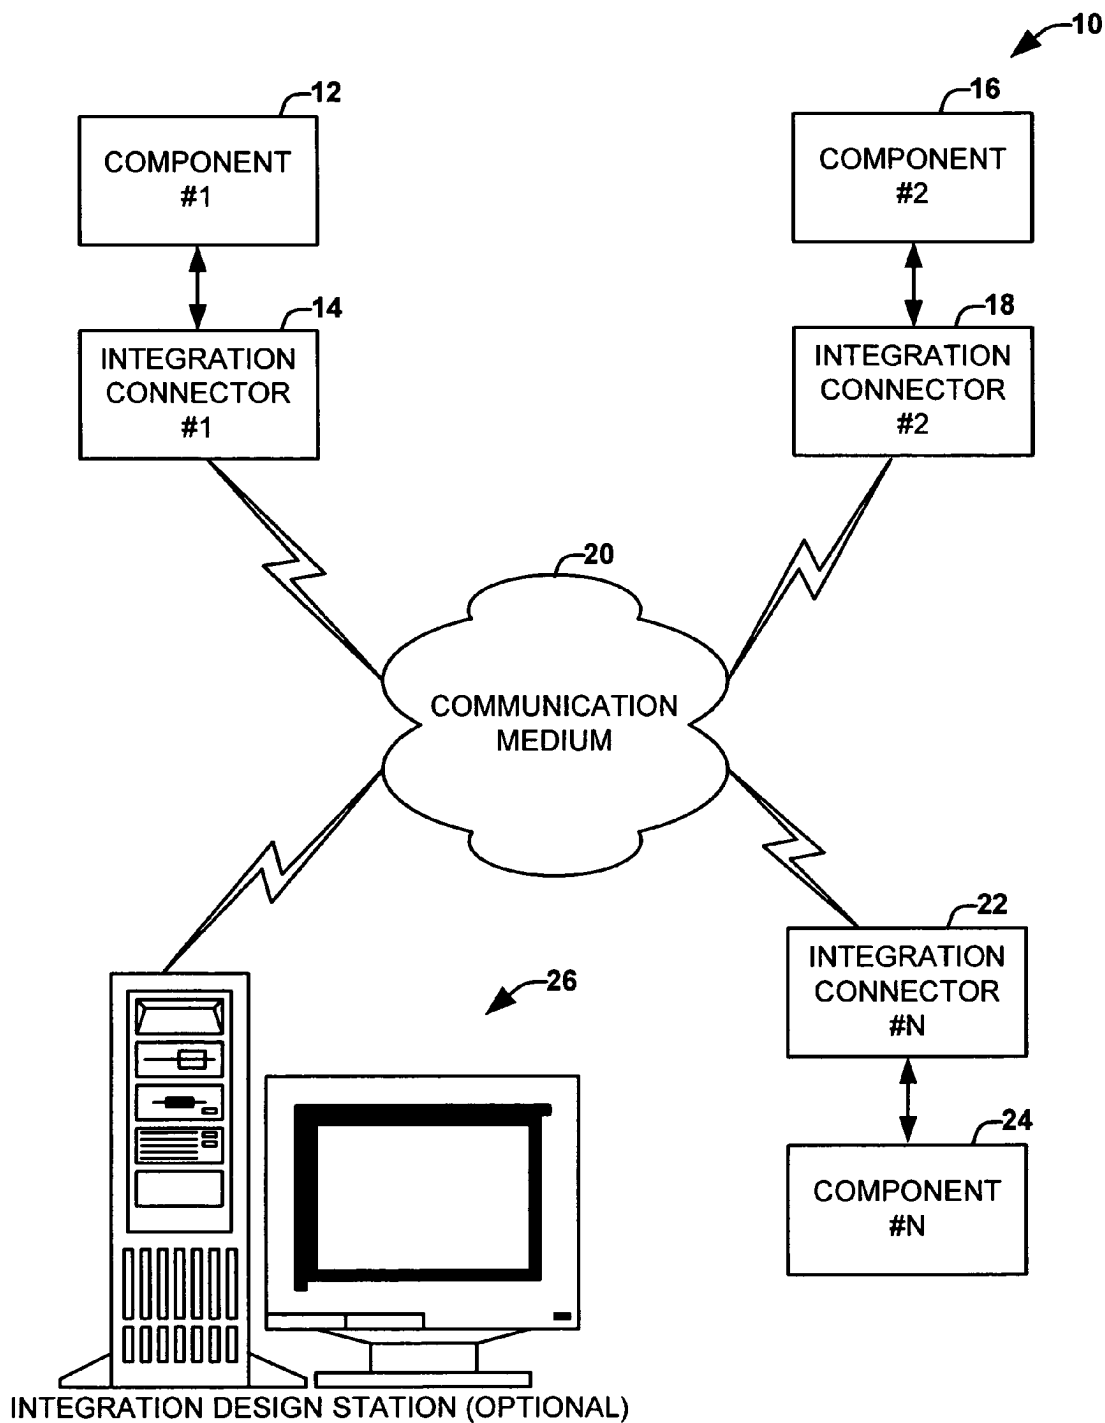 10
12
16
COMPONENT
#1
COMPONENT
#2
14
18
INTEGRATION
CONNECTOR
#1
INTEGRATION
CONNECTOR
#2
20
COMMUNICATION
MEDIUM
22
INTEGRATION
CONNECTOR
#N
26
24
COMPONENT
#N
INTEGRATION DESIGN STATION (OPTIONAL)